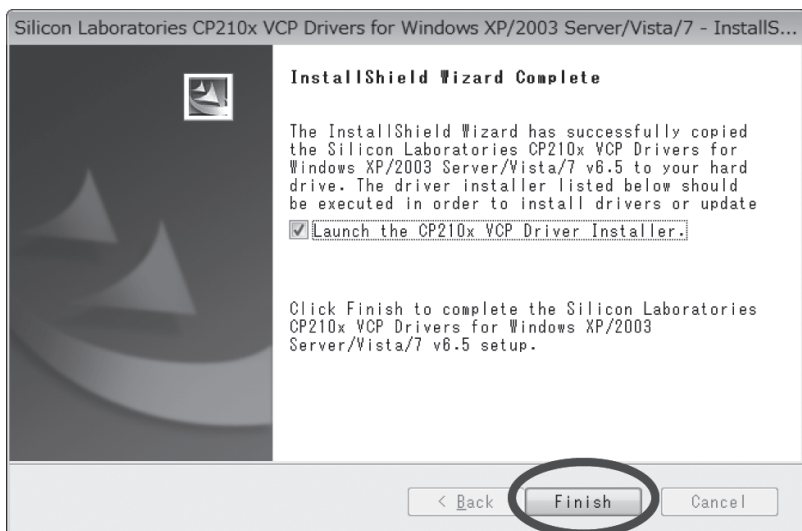 Silicon Laboratories CP210x VCP Drivers for Windows XP/2003 Server/Vista/7 - InstallS...
InstallShield Wizard Complete
The InstallShield Wizard has successfully copied
the Silicon Laboratories CP210x VCP Drivers for
Windows XP/2003 Server/Vista/7 v6.5 to your hard
drive. The driver installer listed below should
be executed in order to install drivers or update
Launch the CP210x VCP Driver Installer.
Click Finish to complete the Silicon Laboratories
CP210x VCP Drivers for Windows XP/2003
Server/Vista/7 v6.5 setup.
< Back Finish Cancel